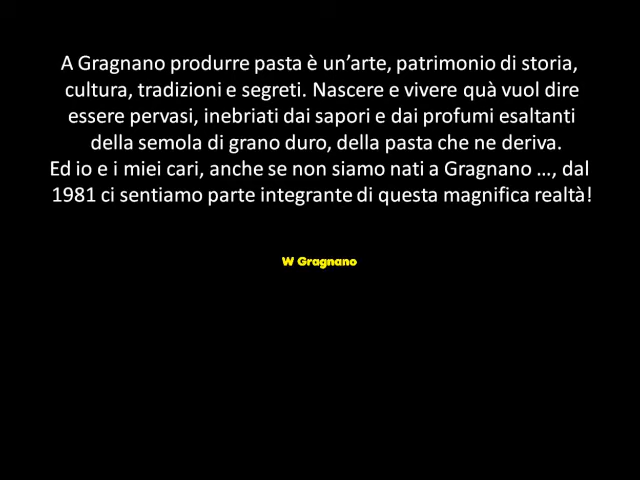 A Gragnano produrre pasta è un’arte, patrimonio di storia,
cultura, tradizioni e segreti. Nascere e vivere quà vuol dire
essere pervasi, inebriati dai sapori e dai profumi esaltanti
della semola di grano duro, della pasta che ne deriva.
Ed io e i miei cari, anche se non siamo nati a Gragnano …, dal
1981 ci sentiamo parte integrante di questa magnifica realtà!
W Gragnano